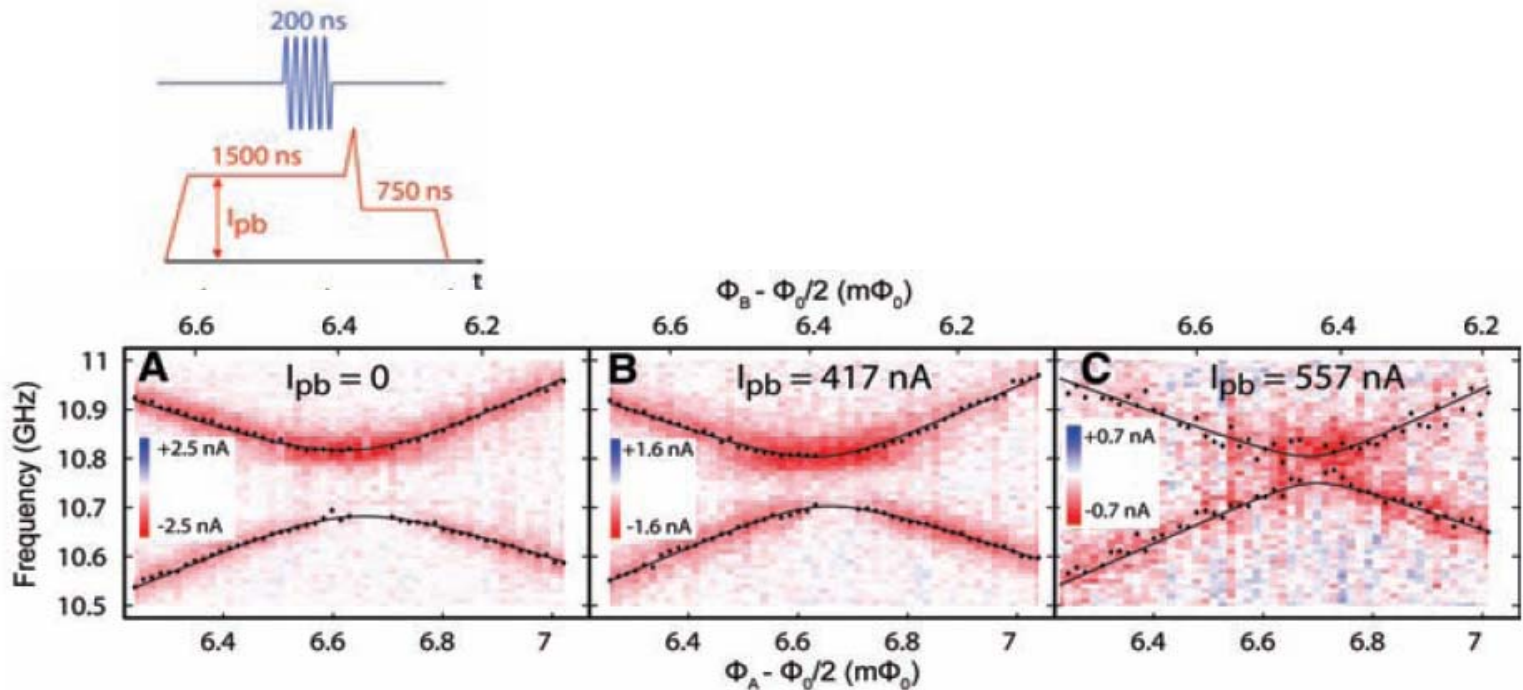 200 ns
1500 ns
750 ns
Ipb
t
ΦB - Φ0/2 (mΦ0)
6.6 6.4 6.2 6.6 6.4 6.2 6.6 6.4 6.2
A Ipb = 0
B Ipb = 417 nA
C Ipb = 557 nA
+2.5 nA
-2.5 nA
+1.6 nA
-1.6 nA
+0.7 nA
-0.7 nA
Frequency (GHz)
11
10.9
10.8
10.7
10.6
10.5
6.4 6.6 6.8 7 6.4 6.6 6.8 7 6.4 6.6 6.8 7
ΦA - Φ0/2 (mΦ0)